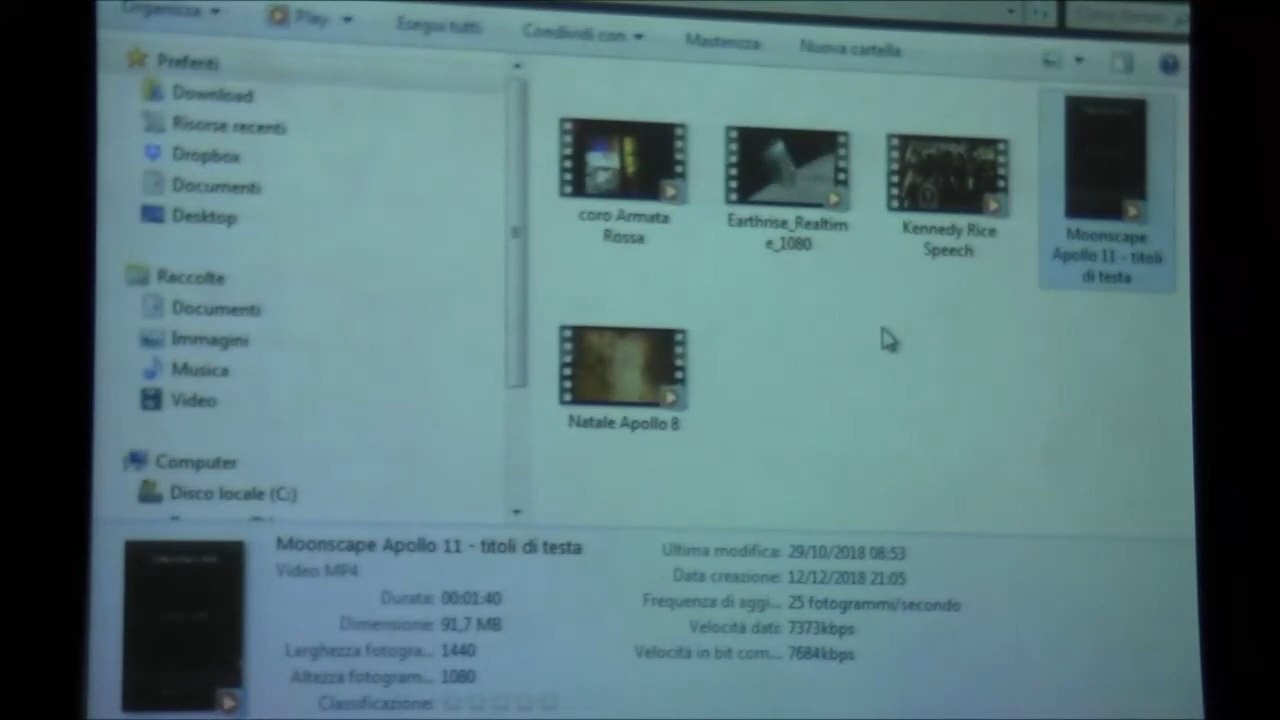 Organizza
Play
Esegui tutti
Condividi con
Masterizza
Nuova cartella
Preferiti
Download
Risorse recenti
Dropbox
Documenti
Desktop
Raccolte
Documenti
Immagini
Musica
Video
Computer
Disco locale (C:)
coro Armata
Rossa
Earthrise_Realtim
e_1080
Kennedy Rice
Speech
Moonscape
Apollo 11 - titoli
di testa
Natale Apollo 8
Moonscape Apollo 11 - titoli di testa
Video MP4
Durata: 00:01:40
Dimensione: 91,7 MB
Larghezza fotogra... 1440
Altezza fotogram... 1080
Classificazione:
Ultima modifica: 29/10/2018 08:53
Data creazione: 12/12/2018 21:05
Frequenza di aggi... 25 fotogrammi/secondo
Velocità dati: 7373kbps
Velocità in bit com... 7684kbps